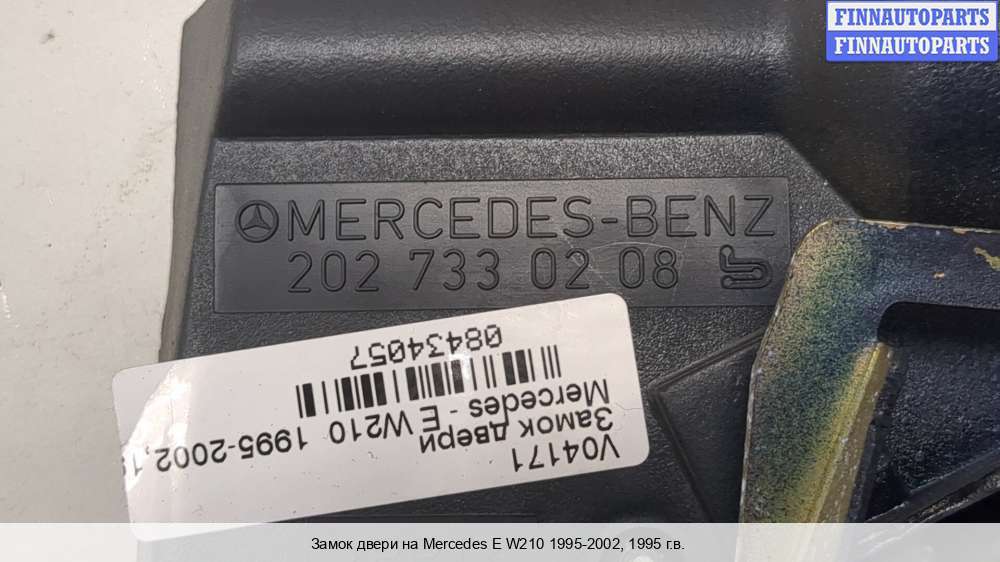 FINNAUTOPARTS
FINNAUTOPARTS
MERCEDES-BENZ
202 733 02 08
V04171
Замок двери
Mercedes - E W210 1995-2002, 19
08434057
Замок двери на Mercedes E W210 1995-2002, 1995 г.в.